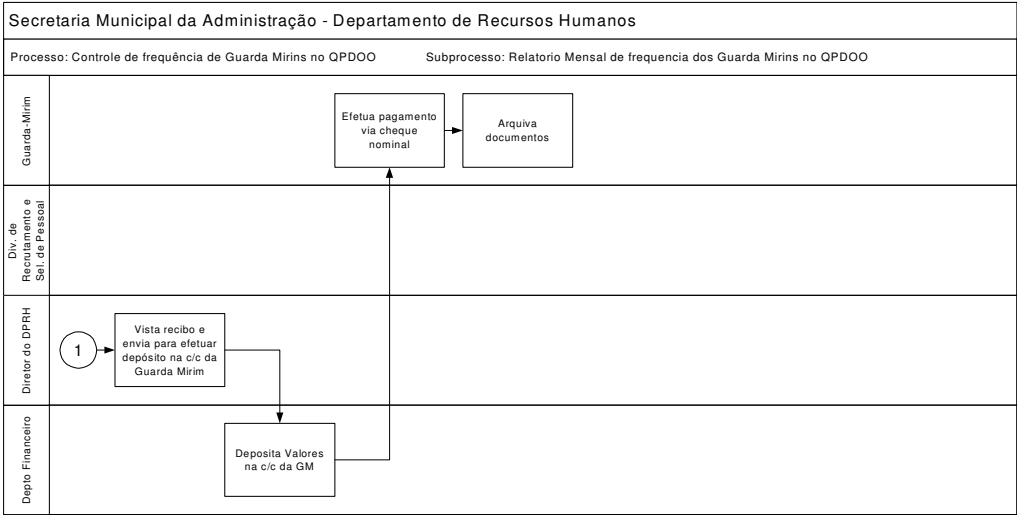 Secretaria Municipal da Administração - Departamento de Recursos Humanos
Processo: Controle de frequência de Guarda Mirins no QPDOO
Subprocesso: Relatorio Mensal de frequencia dos Guarda Mirins no QPDOO
Guarda-Mirim
Efetua pagamento
via cheque
nominal
Arquiva
documentos
Div. de
Recrutamento e
Sel. de Pessoal
Diretor do DPRH
1
Vista recibo e
envia para efetuar
depósito na c/c da
Guarda Mirim
Depto Financeiro
Deposita Valores
na c/c da GM